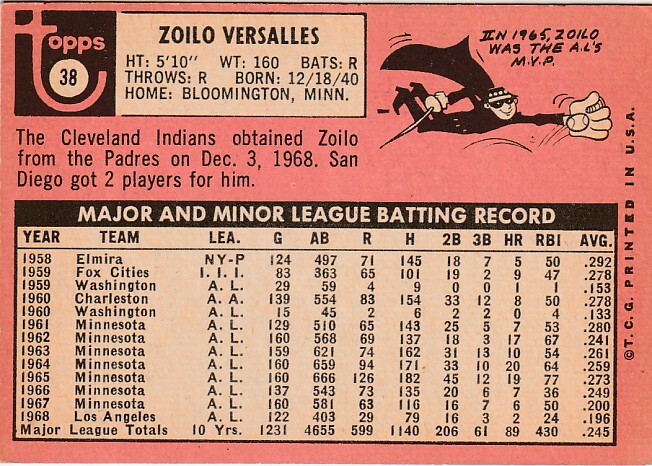 topps
38
ZOILO VERSALLES
HT: 5'10" WT: 160 BATS: R
THROWS: R BORN: 12/18/40
HOME: BLOOMINGTON, MINN.
IN 1965, ZOILO
WAS THE A.L'S
M.V.P.
The Cleveland Indians obtained Zoilo
from the Padres on Dec. 3, 1968. San
Diego got 2 players for him.
MAJOR AND MINOR LEAGUE BATTING RECORD
YEAR TEAM LEA. G AB R H 2B 3B HR RBI AVG.
1958 Elmira NY-P 124 497 71 145 18 7 5 50 .292
1959 Fox Cities I. I. I. 83 363 65 101 19 2 9 47 .278
1959 Washington A. L. 29 59 4 9 0 0 1 1 .153
1960 Charleston A. A. 139 554 83 154 33 12 8 50 .278
1960 Washington A. L. 15 45 2 6 2 2 0 4 .133
1961 Minnesota A. L. 129 510 65 143 25 5 7 53 .280
1962 Minnesota A. L. 160 568 69 137 18 3 17 67 .241
1963 Minnesota A. L. 159 621 74 162 31 13 10 54 .261
1964 Minnesota A. L. 160 659 94 171 33 10 20 64 .259
1965 Minnesota A. L. 160 666 126 182 45 12 19 77 .273
1966 Minnesota A. L. 137 543 73 135 20 6 7 36 .249
1967 Minnesota A. L. 160 581 63 116 16 7 6 50 .200
1968 Los Angeles A. L. 122 403 29 79 16 3 2 24 .196
Major League Totals 10 Yrs. 1231 4655 599 1140 206 61 89 430 .245
©T.C.G. PRINTED IN U.S.A.